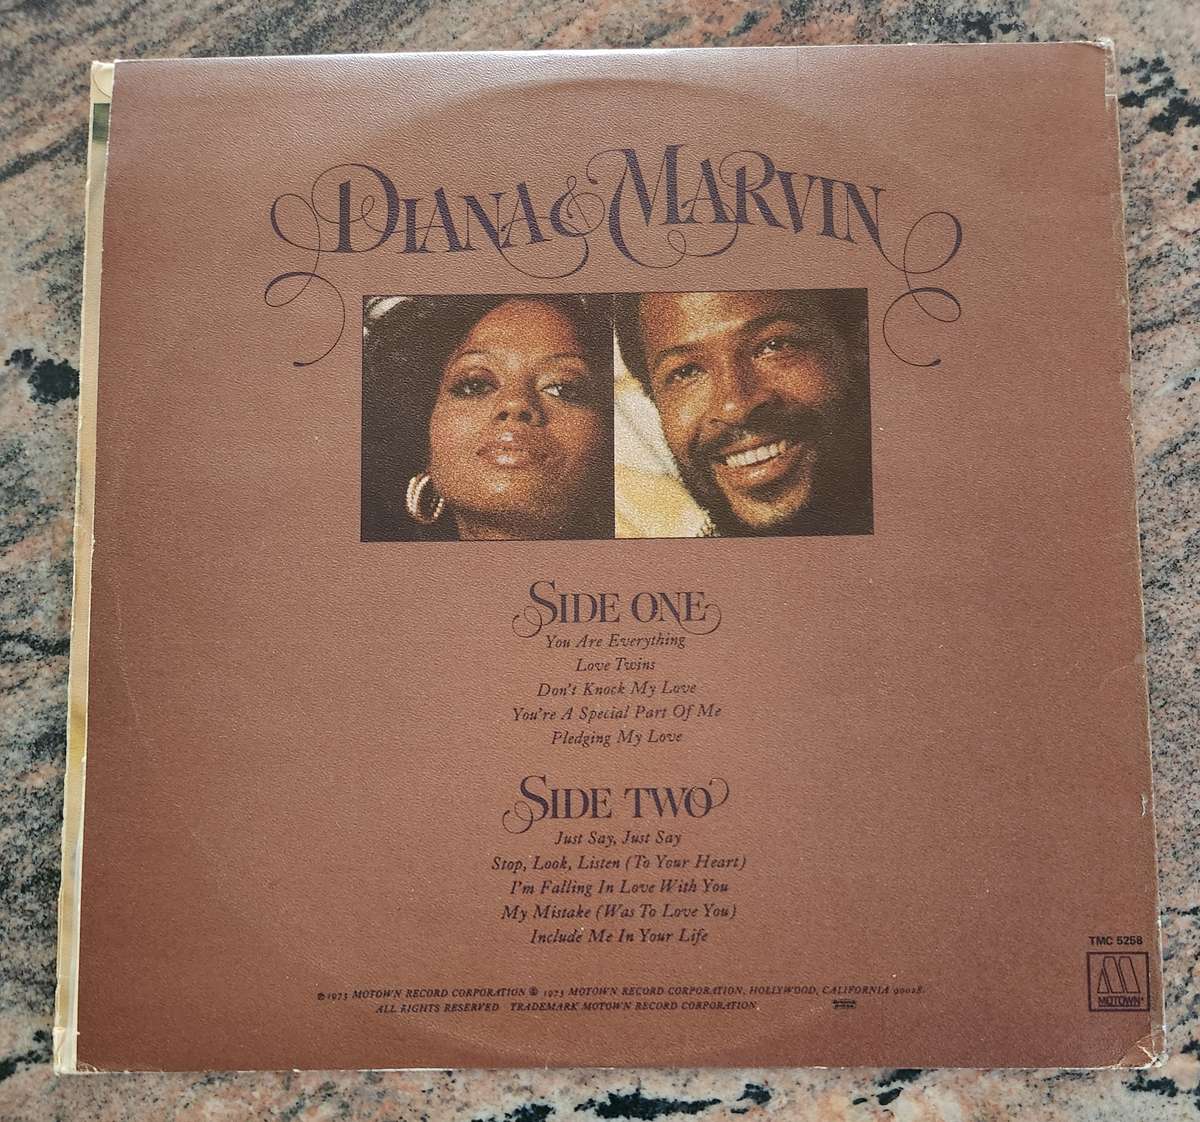 DIANA & MARVIN
SIDE ONE
You Are Everything
Love Twins
Don't Knock My Love
You're A Special Part Of Me
Pledging My Love
SIDE TWO
Just Say, Just Say
Stop, Look, Listen (To Your Heart)
I'm Falling In Love With You
My Mistake (Was To Love You)
Include Me In Your Life
TMC 5258
MOTOWN
℗ 1973 MOTOWN RECORD CORPORATION © 1973 MOTOWN RECORD CORPORATION, HOLLYWOOD, CALIFORNIA 90028.
ALL RIGHTS RESERVED TRADEMARK MOTOWN RECORD CORPORATION